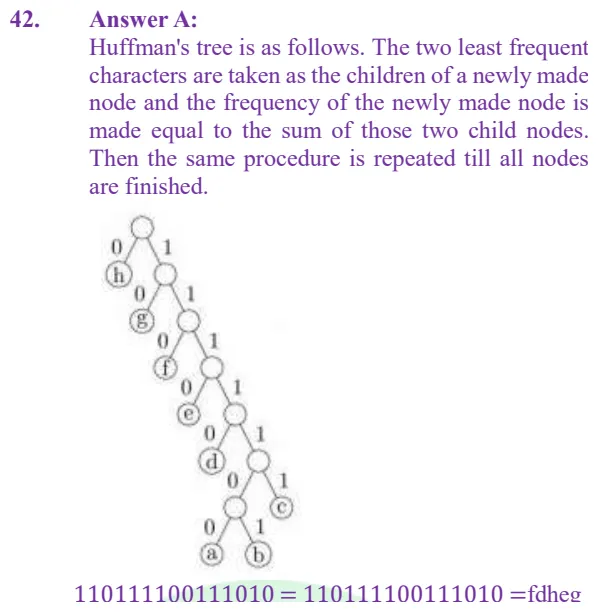 42. Answer A:
Huffman's tree is as follows. The two least frequent
characters are taken as the children of a newly made
node and the frequency of the newly made node is
made equal to the sum of those two child nodes.
Then the same procedure is repeated till all nodes
are finished.
0 1
h
0 1
g
0 1
f
0 1
e
0 1
d
0 1
c
0 1
a b
110111100111010 = 110111100111010 =fdheg